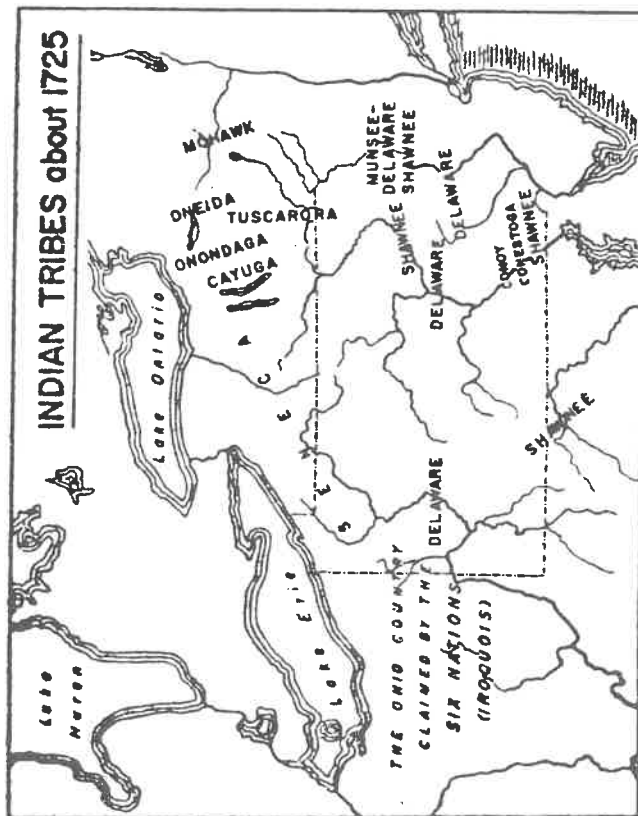 INDIAN TRIBES about 1725
Lake
Huron
Lake Ontario
Lake Erie
MOHAWK
ONEIDA
TUSCARORA
ONONDAGA
CAYUGA
SENECA
MUNSEE-
DELAWARE
SHAWNEE
SHAWNEE
DELAWARE
DELAWARE
CONOY
CONESTOGA
SHAWNEE
DELAWARE
SHAWNEE
THE OHIO COUNTRY
CLAIMED BY THE
SIX NATIONS
(IROQUOIS)